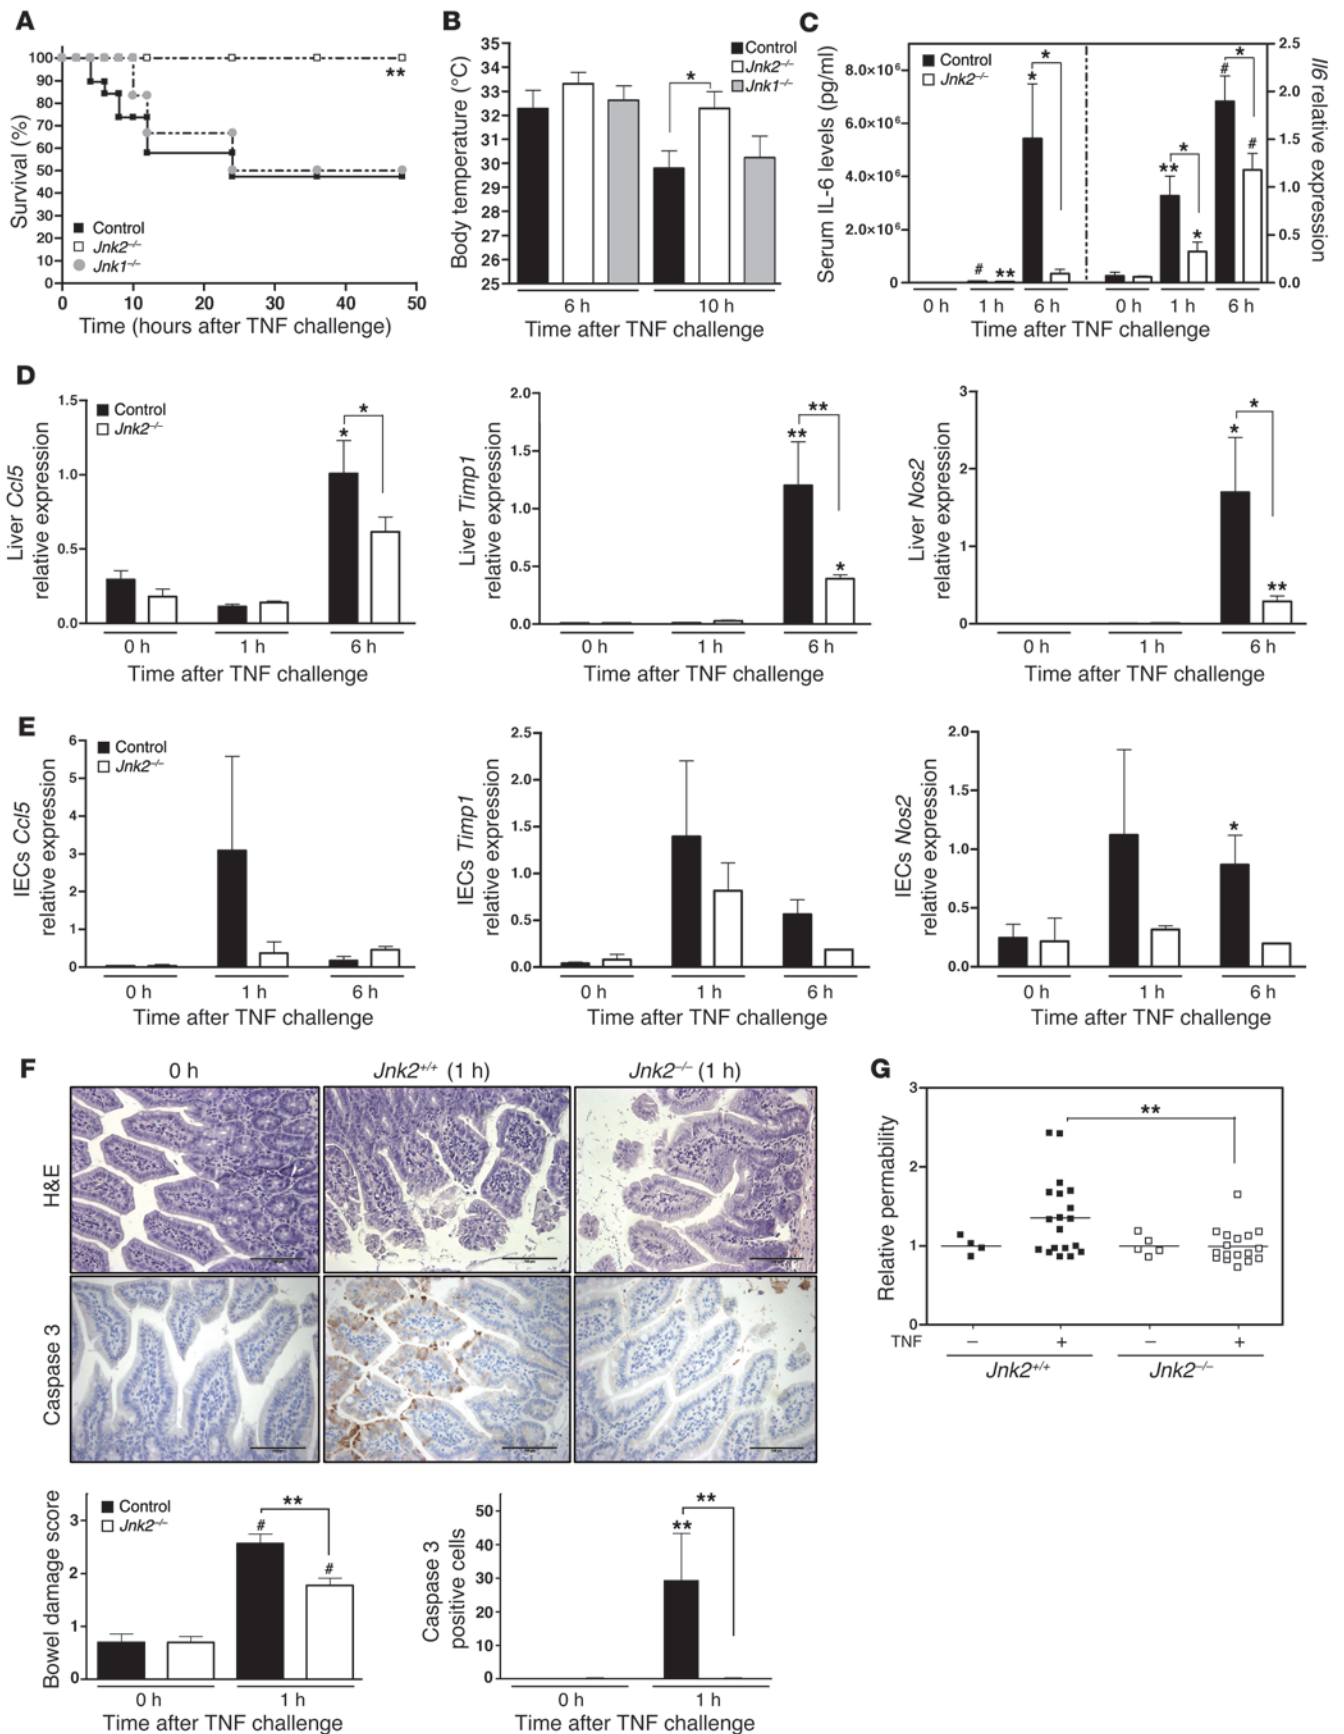 A
100
90
80
70
60
50
40
30
20
10
0
Survival (%)
**
Control
Jnk2–/–
Jnk1–/–
0 10 20 30 40 50
Time (hours after TNF challenge)
B
35
34
33
32
31
30
29
28
27
26
25
Body temperature (°C)
*
Control
Jnk2–/–
Jnk1–/–
6 h 10 h
Time after TNF challenge
C
8.0×10⁶
6.0×10⁶
4.0×10⁶
2.0×10⁶
0
Serum IL-6 levels (pg/ml)
Control
Jnk2–/–
# ** * *
** * * # * #
2.5
2.0
1.5
1.0
0.5
0.0
Il6 relative expression
0 h 1 h 6 h 0 h 1 h 6 h
Time after TNF challenge
D
1.5
1.0
0.5
0.0
Liver Ccl5
relative expression
Control
Jnk2–/–
*
*
0 h 1 h 6 h
Time after TNF challenge
2.0
1.5
1.0
0.5
0.0
Liver Timp1
relative expression
**
**
*
0 h 1 h 6 h
Time after TNF challenge
3
2
1
0
Liver Nos2
relative expression
*
*
**
0 h 1 h 6 h
Time after TNF challenge
E
6
5
4
3
2
1
0
IECs Ccl5
relative expression
Control
Jnk2–/–
0 h 1 h 6 h
Time after TNF challenge
2.5
2.0
1.5
1.0
0.5
0.0
IECs Timp1
relative expression
0 h 1 h 6 h
Time after TNF challenge
2.0
1.5
1.0
0.5
0.0
IECs Nos2
relative expression
*
0 h 1 h 6 h
Time after TNF challenge
F
0 h Jnk2+/+ (1 h) Jnk2–/– (1 h)
H&E
Caspase 3
3
2
1
0
Bowel damage score
Control
Jnk2–/–
**
#
#
0 h 1 h
Time after TNF challenge
50
40
30
20
10
0
Caspase 3
positive cells
**
**
0 h 1 h
Time after TNF challenge
G
3
2
1
0
Relative permability
**
TNF – + – +
Jnk2+/+ Jnk2–/–